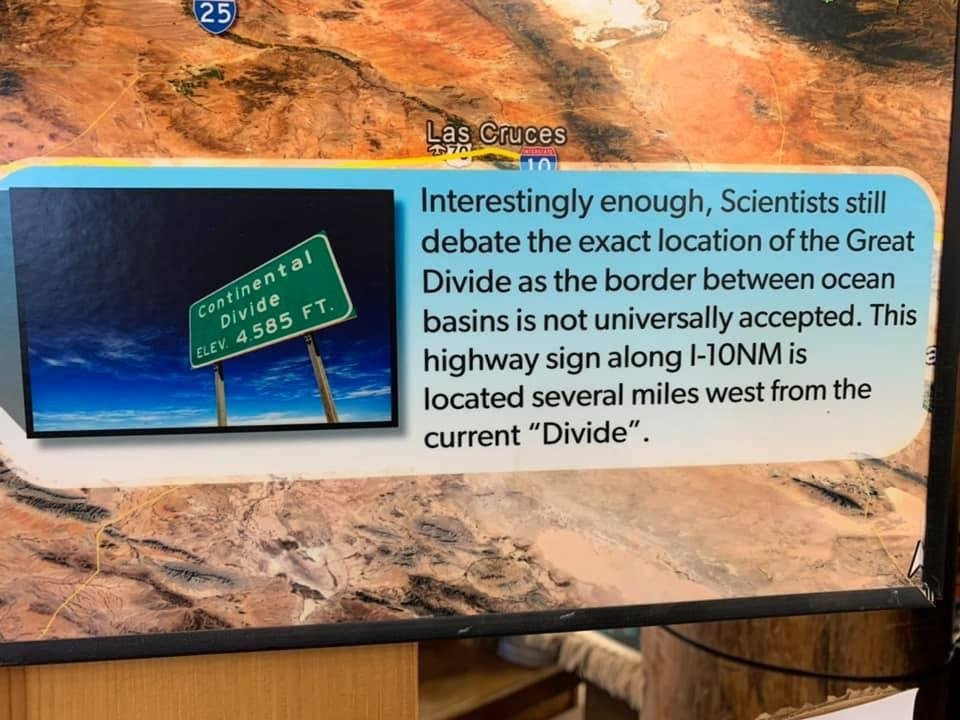 25
Las Cruces
INTERSTATE
10
Continental
Divide
ELEV. 4.585 FT.
Interestingly enough, Scientists still
debate the exact location of the Great
Divide as the border between ocean
basins is not universally accepted. This
highway sign along I-10NM is
located several miles west from the
current “Divide”.